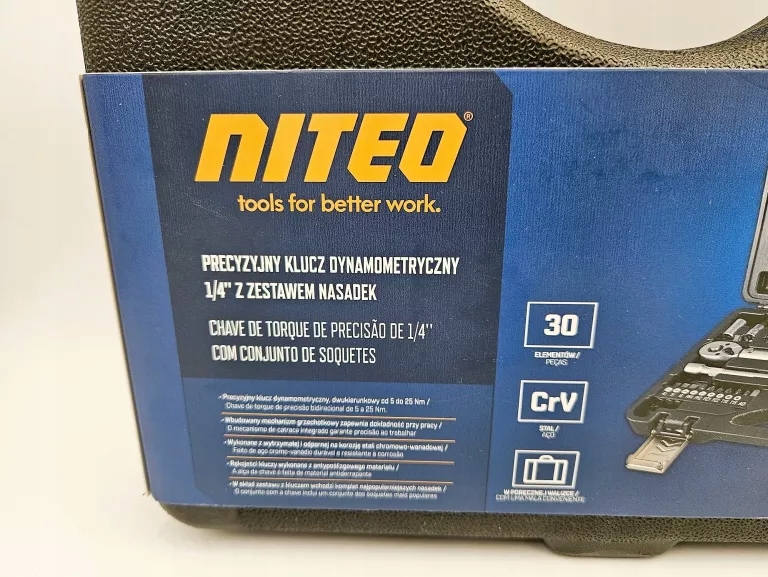 NITEO®
tools for better work.
PRECYZYJNY KLUCZ DYNAMOMETRYCZNY
1/4" Z ZESTAWEM NASADEK
CHAVE DE TORQUE DE PRECISÃO DE 1/4''
COM CONJUNTO DE SOQUETES
- Precyzyjny klucz dynamometryczny, dwukierunkowy od 5 do 25 Nm /
Chave de torque de precisão bidirecional de 5 a 25 Nm.
- Wbudowany mechanizm grzechotkowy zapewnia dokładność przy pracy /
O mecanismo de catraca integrado garante precisão ao trabalhar
- Wykonane z wytrzymałej i odpornej na korozję stali chromowo-wanadowej /
Feito de aço cromo-vanádio durável e resistente à corrosão
- Rękojeści kluczy wykonane z antypoślizgowego materiału /
A alça da chave é feita de material antiderrapante
- W skład zestawu z kluczem wchodzi komplet najpopularniejszych nasadek /
O conjunto com a chave inclui um conjunto dos soquetes mais populares
30
ELEMENTÓW /
PEÇAS
CrV
STAL /
AÇO
W PORĘCZNEJ WALIZCE /
COM UMA MALA CONVENIENTE